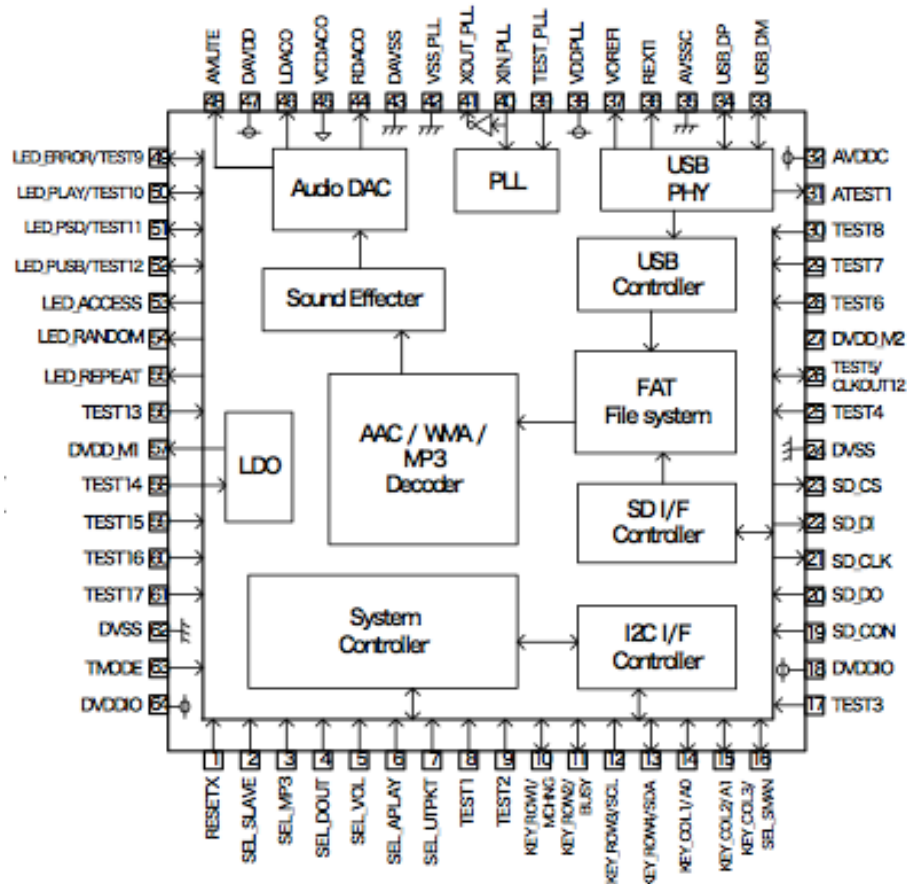 AMUTE
DAVDD
LDACO
VCDACO
RDACO
DAVSS
VSS_PLL
XOUT_PLL
XIN_PLL
TEST_PLL
VDDPLL
VOREFI
REXTI
AVSSC
USB_DP
USB_DM
48 47 46 45 44 43 42 41 40 39 38 37 36 35 34 33
LED_ERROR/TEST9 49
LED_PLAY/TEST10 50
LED_PSD/TEST11 51
LED_PUSB/TEST12 52
LED_ACCESS 53
LED_RANDOM 54
LED_REPEAT 55
TEST13 56
DVDD_M1 57
TEST14 58
TEST15 59
TEST16 60
TEST17 61
DVSS 62
TMODE 63
DVDDIO 64
Audio DAC
PLL
USB
PHY
Sound Effecter
USB
Controller
AAC / WMA /
MP3
Decoder
FAT
File system
LDO
SD I/F
Controller
System
Controller
I2C I/F
Controller
32 AVDDC
31 ATEST1
30 TEST8
29 TEST7
28 TEST6
27 DVDD_M2
26 TEST5/
CLKOUT12
25 TEST4
24 DVSS
23 SD_CS
22 SD_DI
21 SD_CLK
20 SD_DO
19 SD_CON
18 DVDDIO
17 TEST3
1 2 3 4 5 6 7 8 9 10 11 12 13 14 15 16
RESETX
SEL_SLAVE
SEL_MP3
SEL_DOUT
SEL_VOL
SEL_APLAY
SEL_UTPKT
TEST1
TEST2
KEY_ROW1/
MCHNG
KEY_ROW2/
BUSY
KEY_ROW3/SCL
KEY_ROW4/SDA
KEY_COL1/A0
KEY_COL2/A1
KEY_COL3/
SEL_SMAN